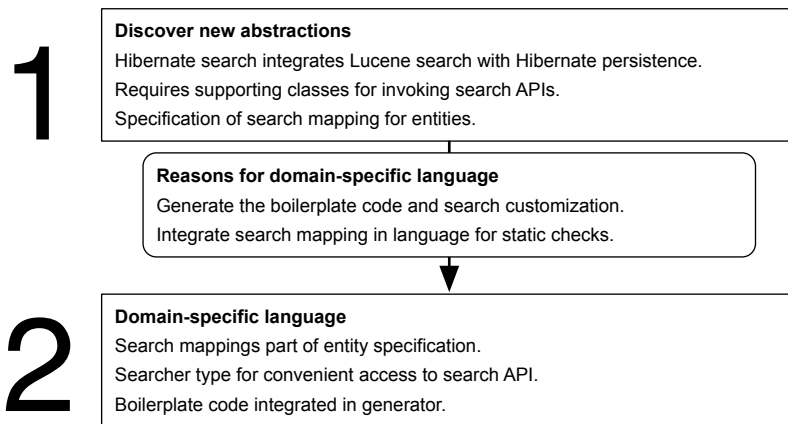 1
Discover new abstractions
Hibernate search integrates Lucene search with Hibernate persistence.
Requires supporting classes for invoking search APIs.
Specification of search mapping for entities.
Reasons for domain-specific language
Generate the boilerplate code and search customization.
Integrate search mapping in language for static checks.
2
Domain-specific language
Search mappings part of entity specification.
Searcher type for convenient access to search API.
Boilerplate code integrated in generator.